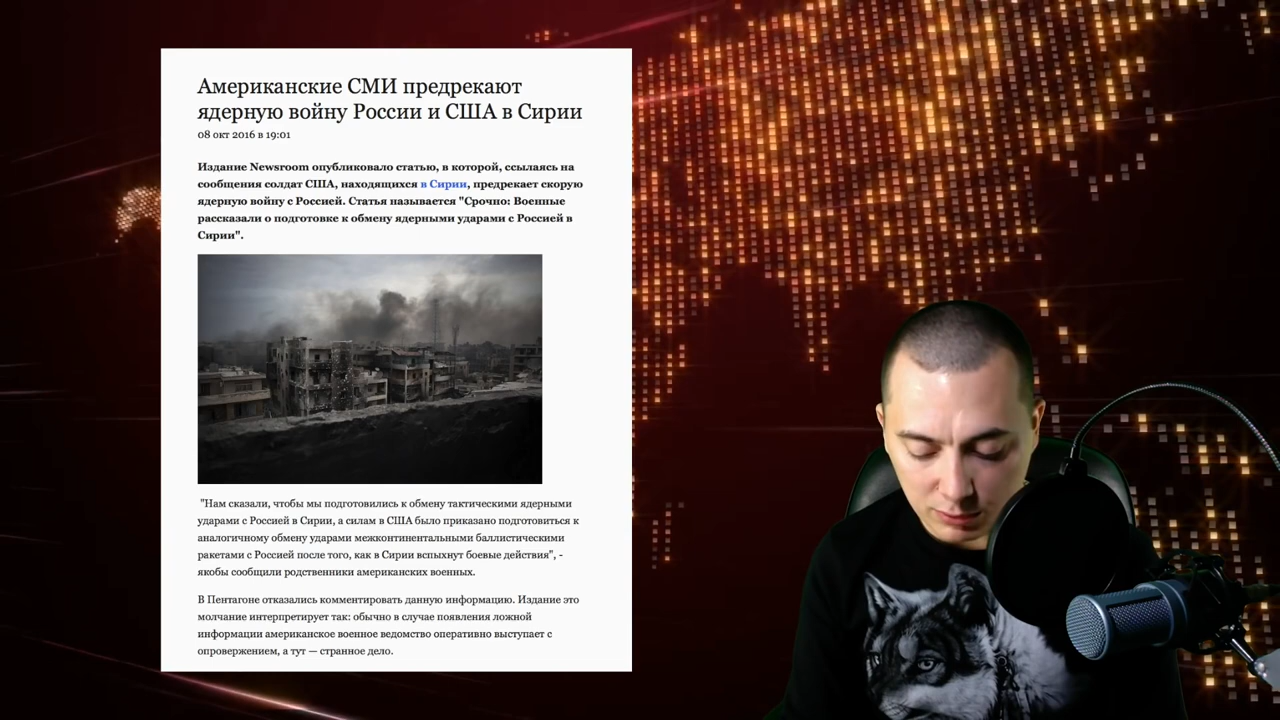 Американские СМИ предрекают
ядерную войну России и США в Сирии
08 окт 2016 в 19:01
Издание Newsroom опубликовало статью, в которой, ссылаясь на
сообщения солдат США, находящихся в Сирии, предрекает скорую
ядерную войну с Россией. Статья называется "Срочно: Военные
рассказали о подготовке к обмену ядерными ударами с Россией в
Сирии".
"Нам сказали, чтобы мы подготовились к обмену тактическими ядерными
ударами с Россией в Сирии, а силам в США было приказано подготовиться к
аналогичному обмену ударами межконтинентальными баллистическими
ракетами с Россией после того, как в Сирии вспыхнут боевые действия", -
якобы сообщили родственники американских военных.
В Пентагоне отказались комментировать данную информацию. Издание это
молчание интерпретирует так: обычно в случае появления ложной
информации американское военное ведомство оперативно выступает с
опровержением, а тут — странное дело.